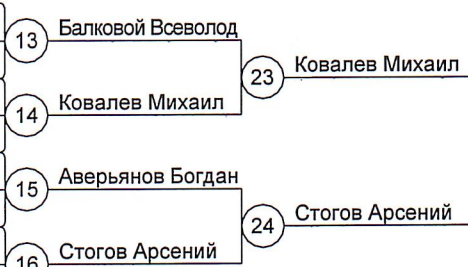 13 Балковой Всеволод
23 Ковалев Михаил
14 Ковалев Михаил
15 Аверьянов Богдан
24 Стогов Арсений
16 Стогов Арсений